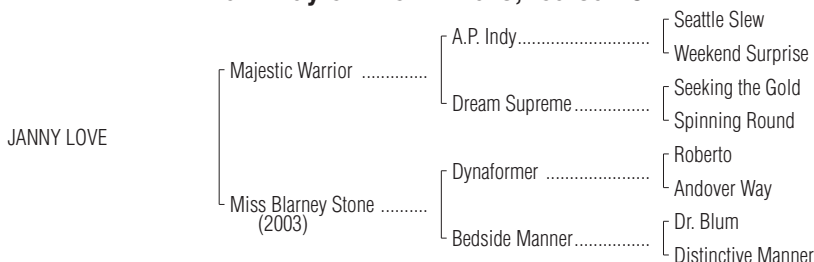 Seattle Slew
A.P. Indy..............................
Weekend Surprise
Majestic Warrior ...............
Seeking the Gold
Dream Supreme.................
Spinning Round
JANNY LOVE
Roberto
Dynaformer ........................
Andover Way
Miss Blarney Stone ...........
(2003)
Dr. Blum
Bedside Manner.................
Distinctive Manner